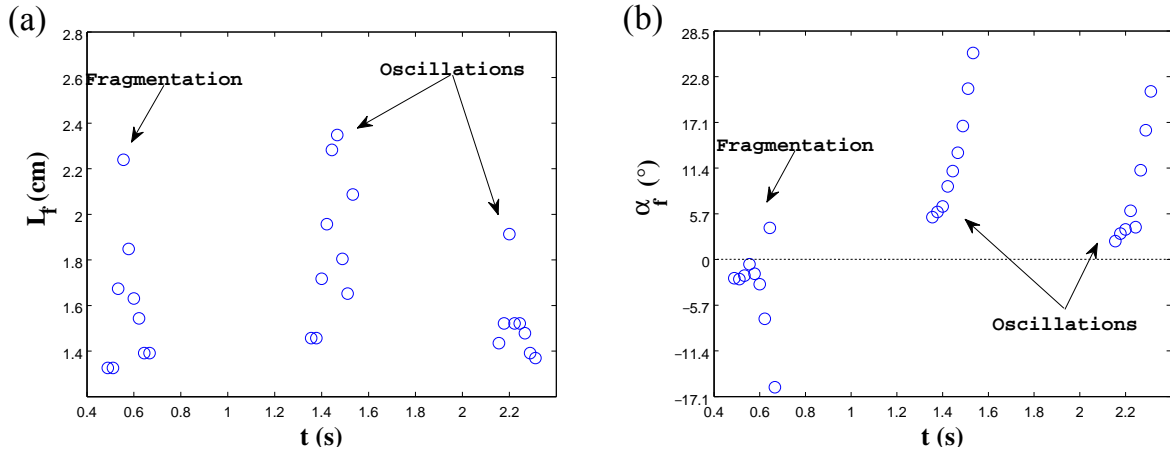 (a)
2.8
2.6
2.4
2.2
2
1.8
1.6
1.4
L_f (cm)
Fragmentation
Oscillations
0.4 0.6 0.8 1 1.2 1.4 1.6 1.8 2 2.2
t (s)
(b)
28.5
22.8
17.1
11.4
5.7
0
−5.7
−11.4
−17.1
α_f (°)
Fragmentation
Oscillations
0.4 0.6 0.8 1 1.2 1.4 1.6 1.8 2 2.2
t (s)